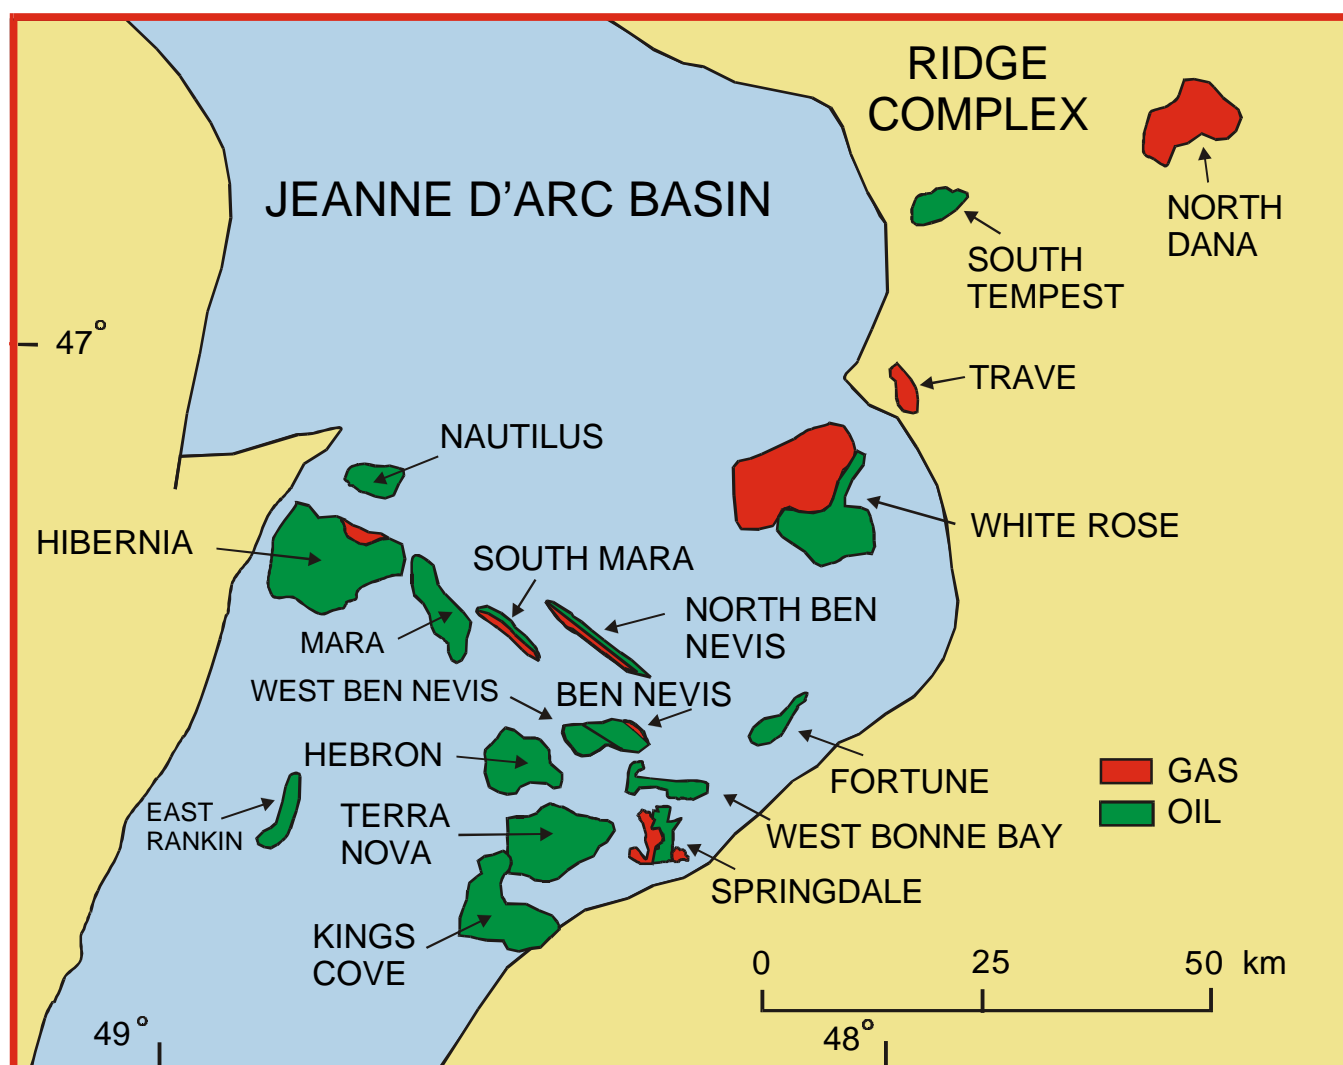 RIDGE
COMPLEX
NORTH
DANA
JEANNE D'ARC BASIN
SOUTH
TEMPEST
47°
TRAVE
NAUTILUS
WHITE ROSE
HIBERNIA
SOUTH MARA
NORTH BEN
NEVIS
MARA
WEST BEN NEVIS
BEN NEVIS
HEBRON
FORTUNE
GAS
OIL
EAST
RANKIN
TERRA
NOVA
WEST BONNE BAY
SPRINGDALE
KINGS
COVE
0 25 50 km
49°
48°